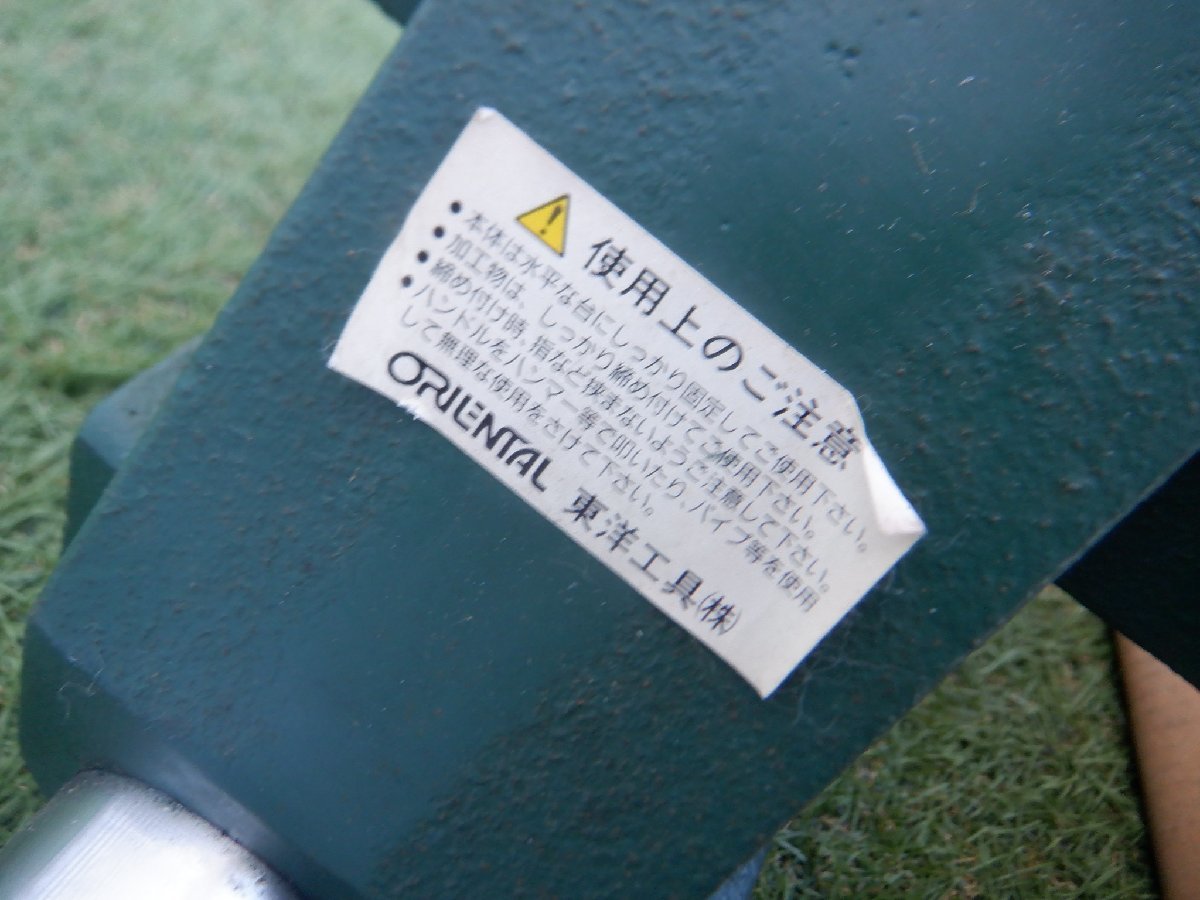 使用上のご注意
●本体は水平な台にしっかり固定してご使用下さい。
●加工物は、しっかり締め付けてご使用下さい。
●締め付け時、指など挟まないようご注意して下さい。
●ハンドルをハンマー等で叩いたり、パイプ等を使用
して無理な使用をさけて下さい。
ORIENTAL 東洋工具(株)